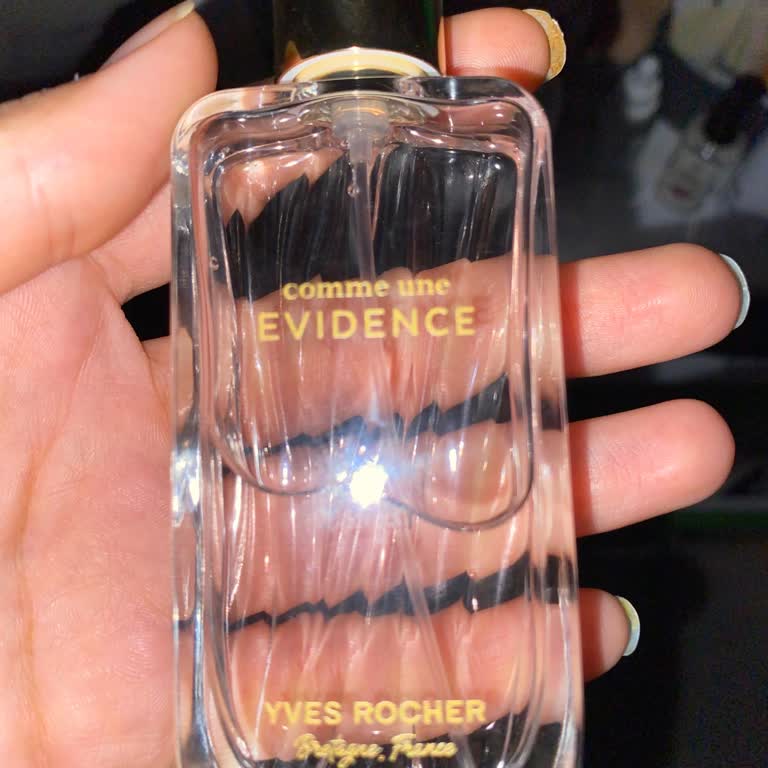 comme une
EVIDENCE
YVES ROCHER
Bretagne, France